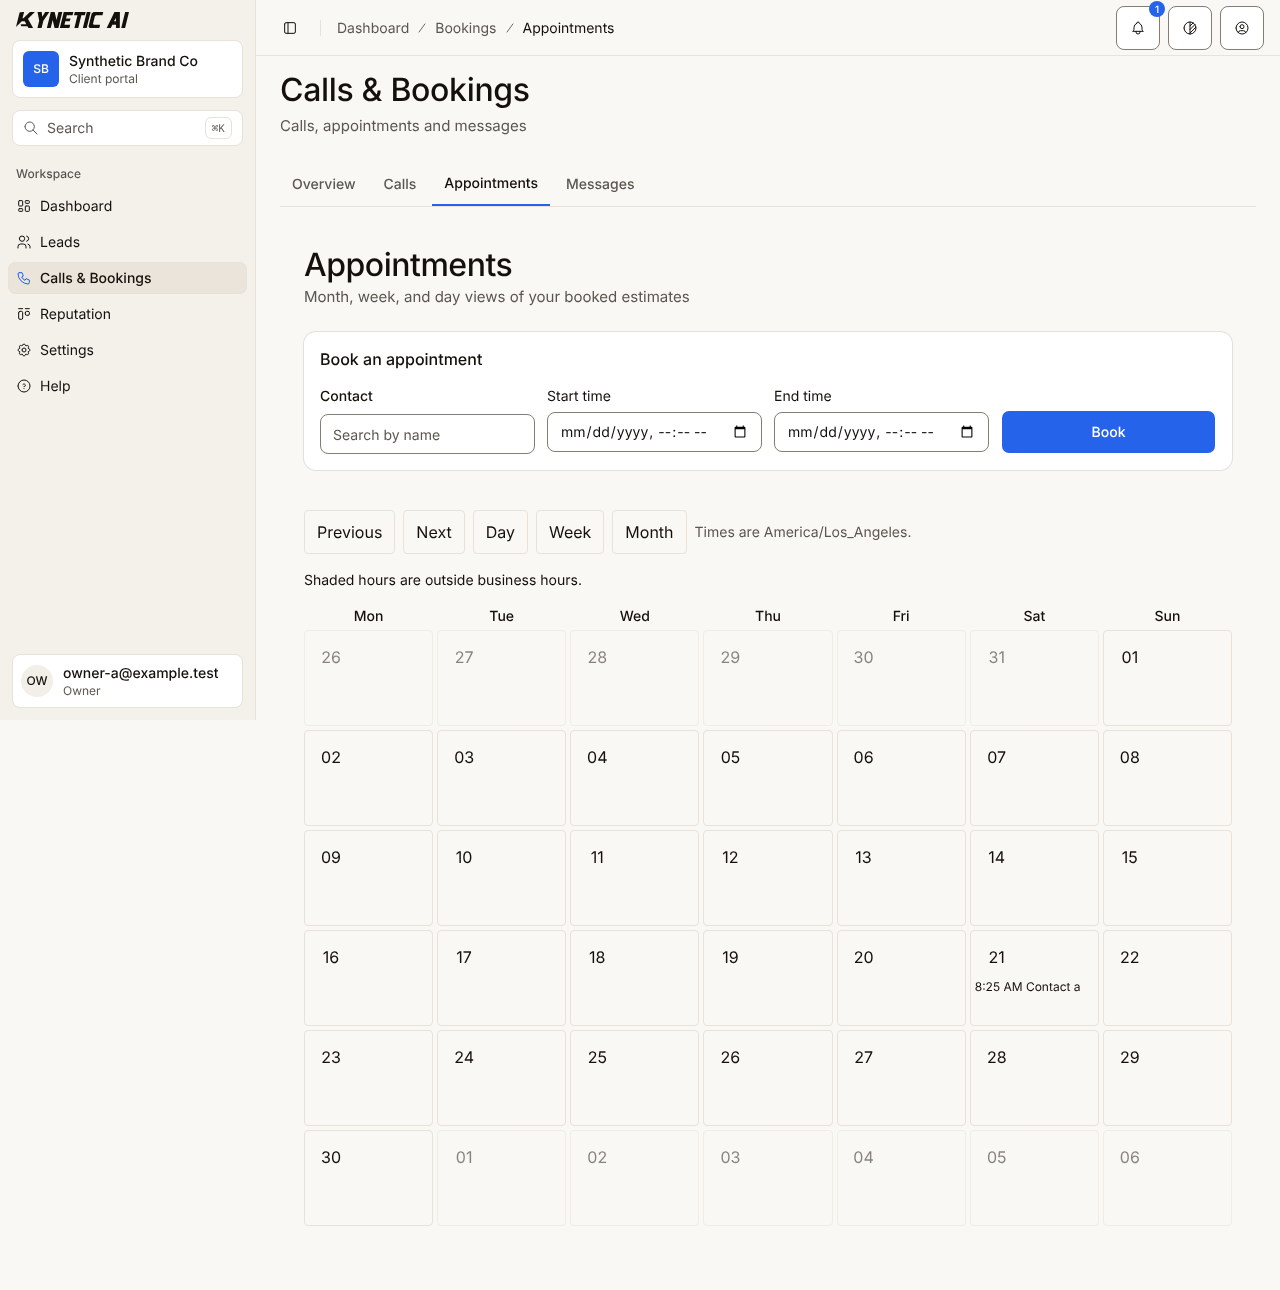 KYNETIC AI
SB
Synthetic Brand Co
Client portal
Search
⌘K
Workspace
Dashboard
Leads
Calls & Bookings
Reputation
Settings
Help
OW
owner-a@example.test
Owner
Dashboard / Bookings / Appointments
1
Calls & Bookings
Calls, appointments and messages
Overview Calls Appointments Messages
Appointments
Month, week, and day views of your booked estimates
Book an appointment
Contact Start time End time
Search by name mm/dd/yyyy, --:-- -- mm/dd/yyyy, --:-- -- Book
Previous Next Day Week Month Times are America/Los_Angeles.
Shaded hours are outside business hours.
Mon Tue Wed Thu Fri Sat Sun
26 27 28 29 30 31 01
02 03 04 05 06 07 08
09 10 11 12 13 14 15
16 17 18 19 20 21 22
8:25 AM Contact a
23 24 25 26 27 28 29
30 01 02 03 04 05 06